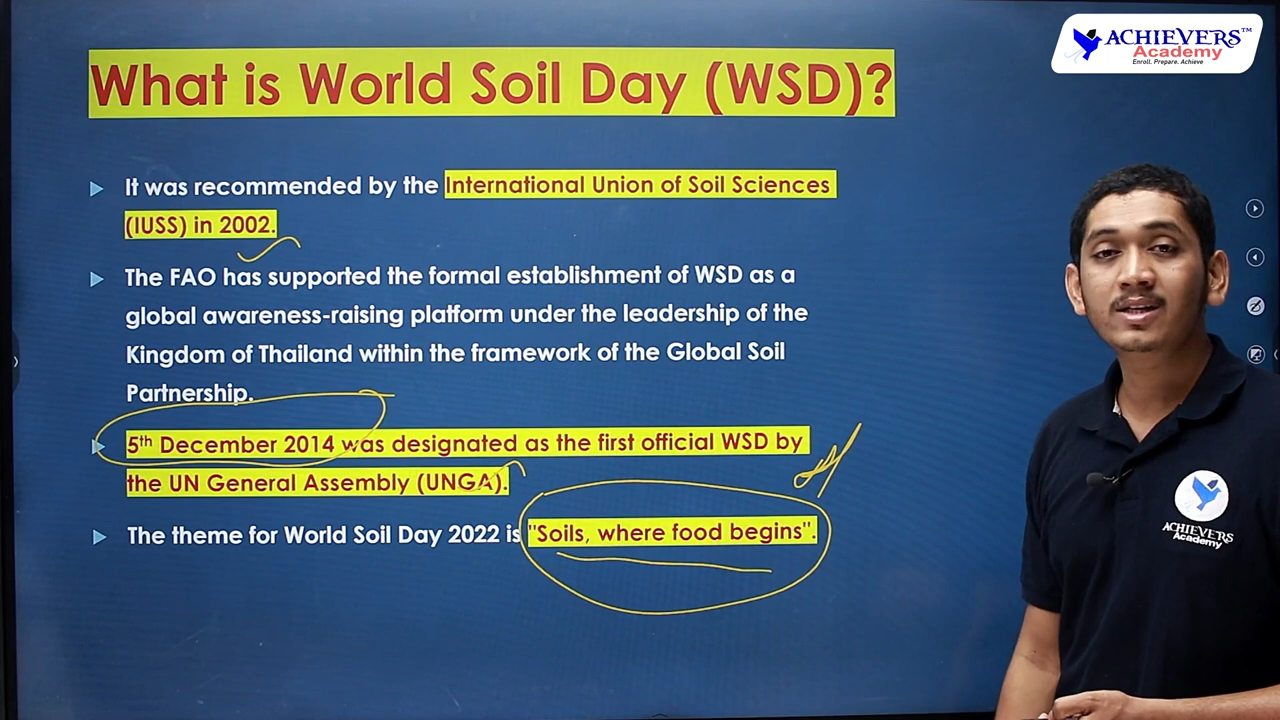 ACHIEVERS™
Academy
Enroll. Prepare. Achieve
What is World Soil Day (WSD)?
It was recommended by the International Union of Soil Sciences
(IUSS) in 2002.
The FAO has supported the formal establishment of WSD as a
global awareness-raising platform under the leadership of the
Kingdom of Thailand within the framework of the Global Soil
Partnership.
5th December 2014 was designated as the first official WSD by
the UN General Assembly (UNGA).
The theme for World Soil Day 2022 is "Soils, where food begins".
ACHIEVERS
Academy